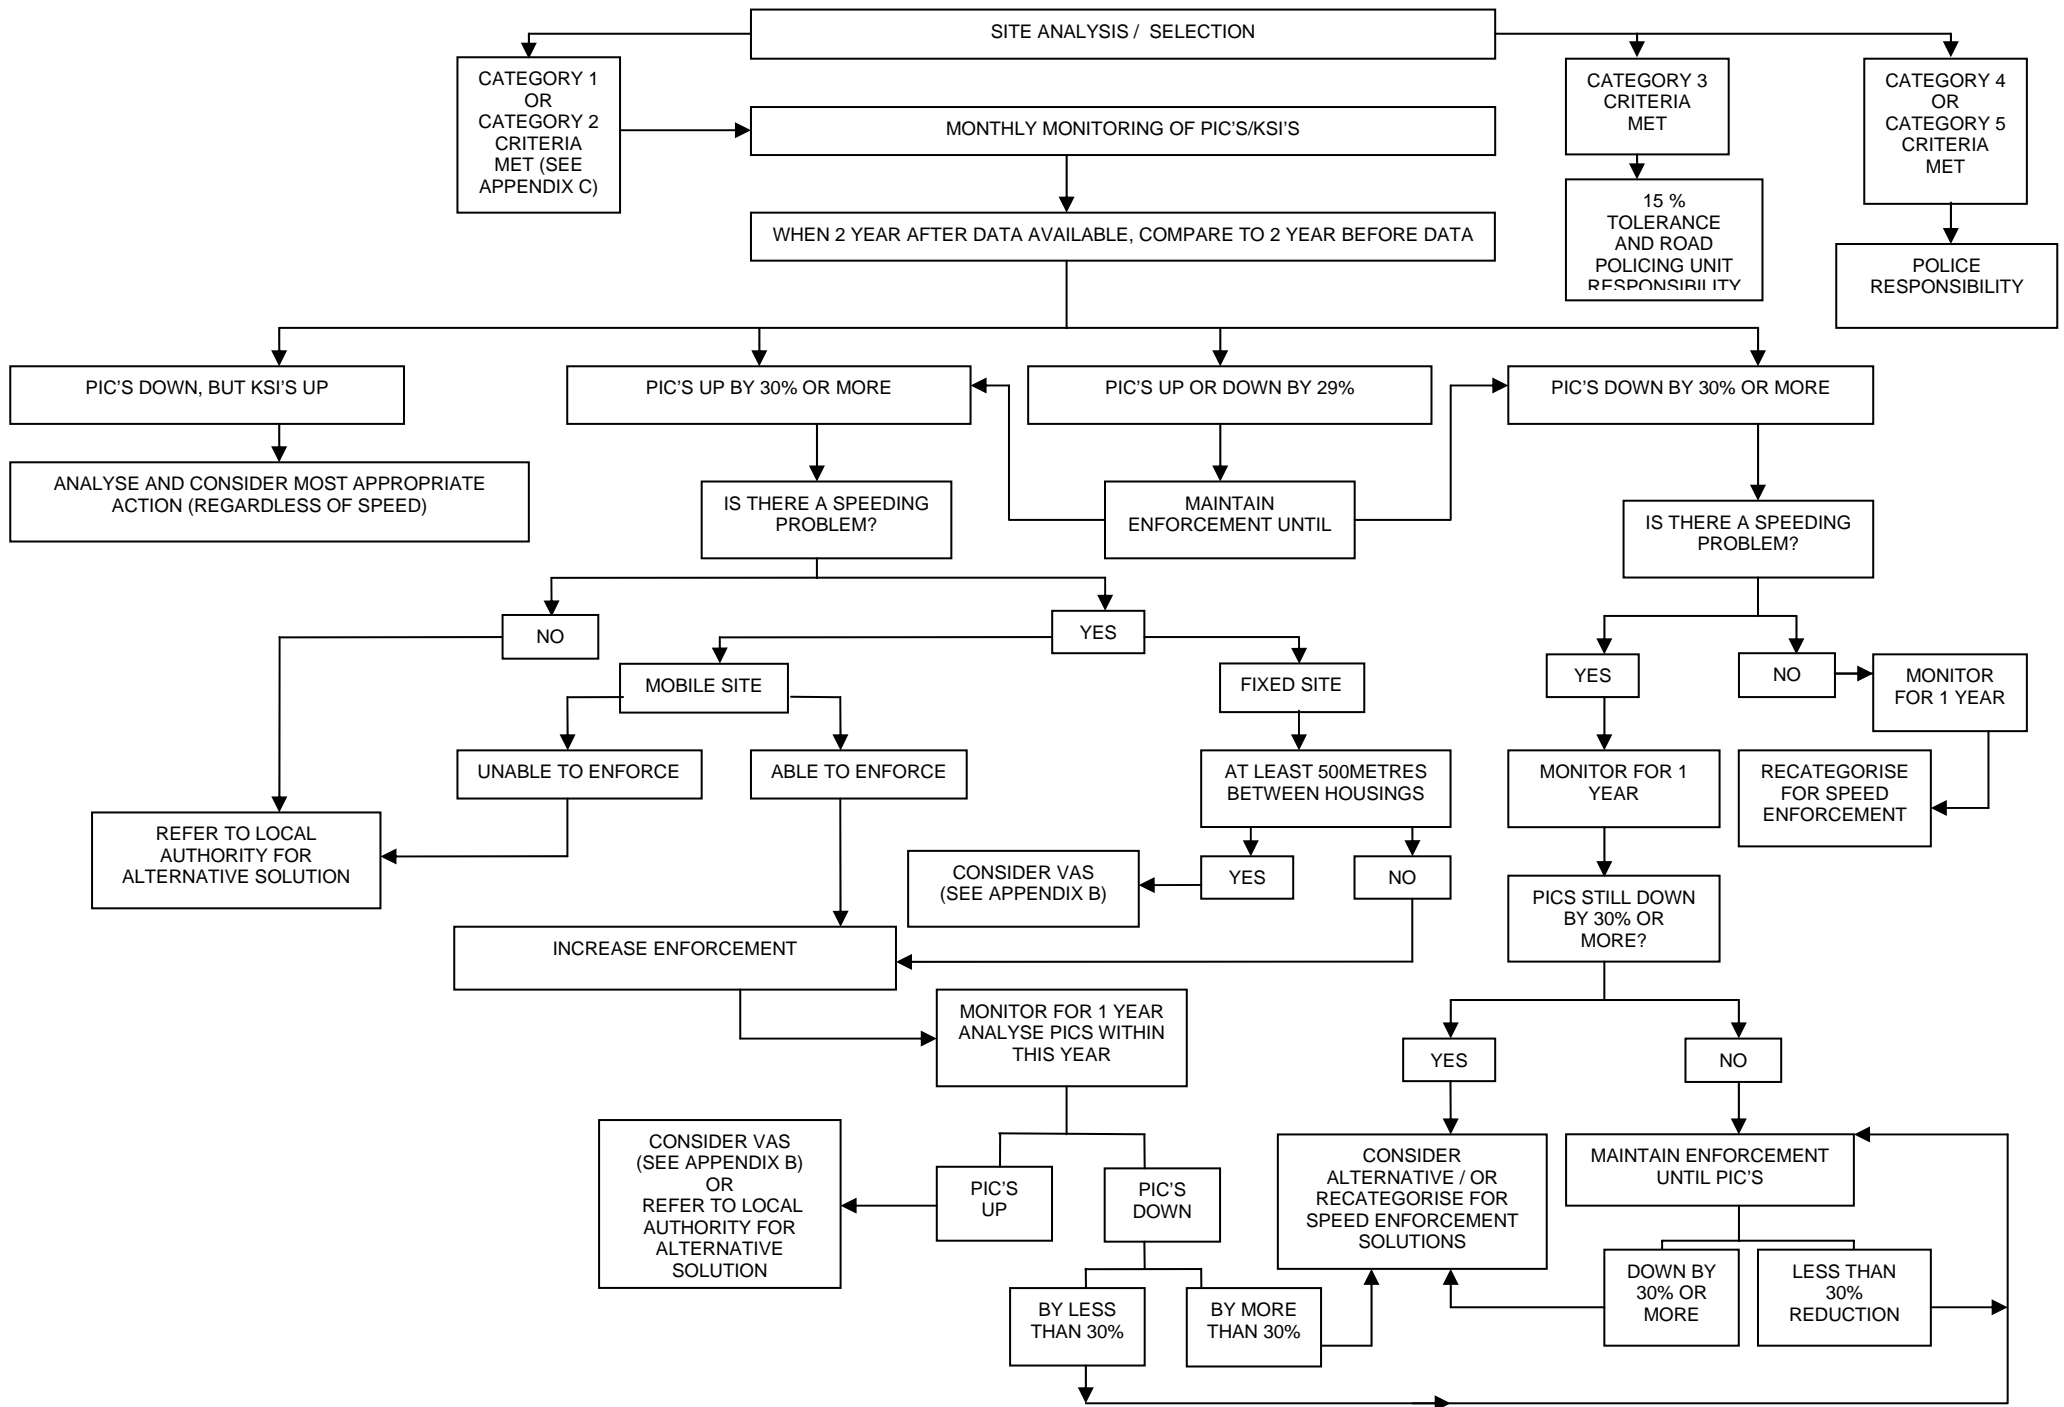 SITE ANALYSIS /  SELECTION
CATEGORY 1
OR
CATEGORY 2
CRITERIA
MET (SEE
APPENDIX C)
MONTHLY MONITORING OF PIC'S/KSI'S
CATEGORY 3
CRITERIA
MET
CATEGORY 4
OR
CATEGORY 5
CRITERIA
MET
15 %
TOLERANCE
AND ROAD
POLICING UNIT
RESPONSIBILITY
WHEN 2 YEAR AFTER DATA AVAILABLE, COMPARE TO 2 YEAR BEFORE DATA
POLICE
RESPONSIBILITY
PIC'S DOWN, BUT KSI'S UP
PIC'S UP BY 30% OR MORE
PIC'S UP OR DOWN BY 29%
PIC'S DOWN BY 30% OR MORE
ANALYSE AND CONSIDER MOST APPROPRIATE
ACTION (REGARDLESS OF SPEED)
IS THERE A SPEEDING
PROBLEM?
MAINTAIN
ENFORCEMENT UNTIL
IS THERE A SPEEDING
PROBLEM?
NO
YES
MOBILE SITE
FIXED SITE
YES
NO
MONITOR
FOR 1 YEAR
UNABLE TO ENFORCE
ABLE TO ENFORCE
AT LEAST 500METRES
BETWEEN HOUSINGS
MONITOR FOR 1
YEAR
RECATEGORISE
FOR SPEED
ENFORCEMENT
REFER TO LOCAL
AUTHORITY FOR
ALTERNATIVE SOLUTION
CONSIDER VAS
(SEE APPENDIX B)
YES
NO
PICS STILL DOWN
BY 30% OR
MORE?
INCREASE ENFORCEMENT
MONITOR FOR 1 YEAR
ANALYSE PICS WITHIN
THIS YEAR
YES
NO
CONSIDER VAS
(SEE APPENDIX B)
OR
REFER TO LOCAL
AUTHORITY FOR
ALTERNATIVE
SOLUTION
PIC'S
UP
PIC'S
DOWN
CONSIDER
ALTERNATIVE / OR
RECATEGORISE FOR
SPEED ENFORCEMENT
SOLUTIONS
MAINTAIN ENFORCEMENT
UNTIL PIC'S
BY LESS
THAN 30%
BY MORE
THAN 30%
DOWN BY
30% OR
MORE
LESS THAN
30%
REDUCTION